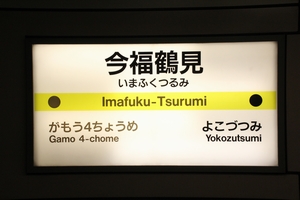 今福鶴見
いまふくつるみ
Imafuku-Tsurumi
がもう4ちょうめ
Gamo 4-chome
よこづつみ
Yokozutsumi